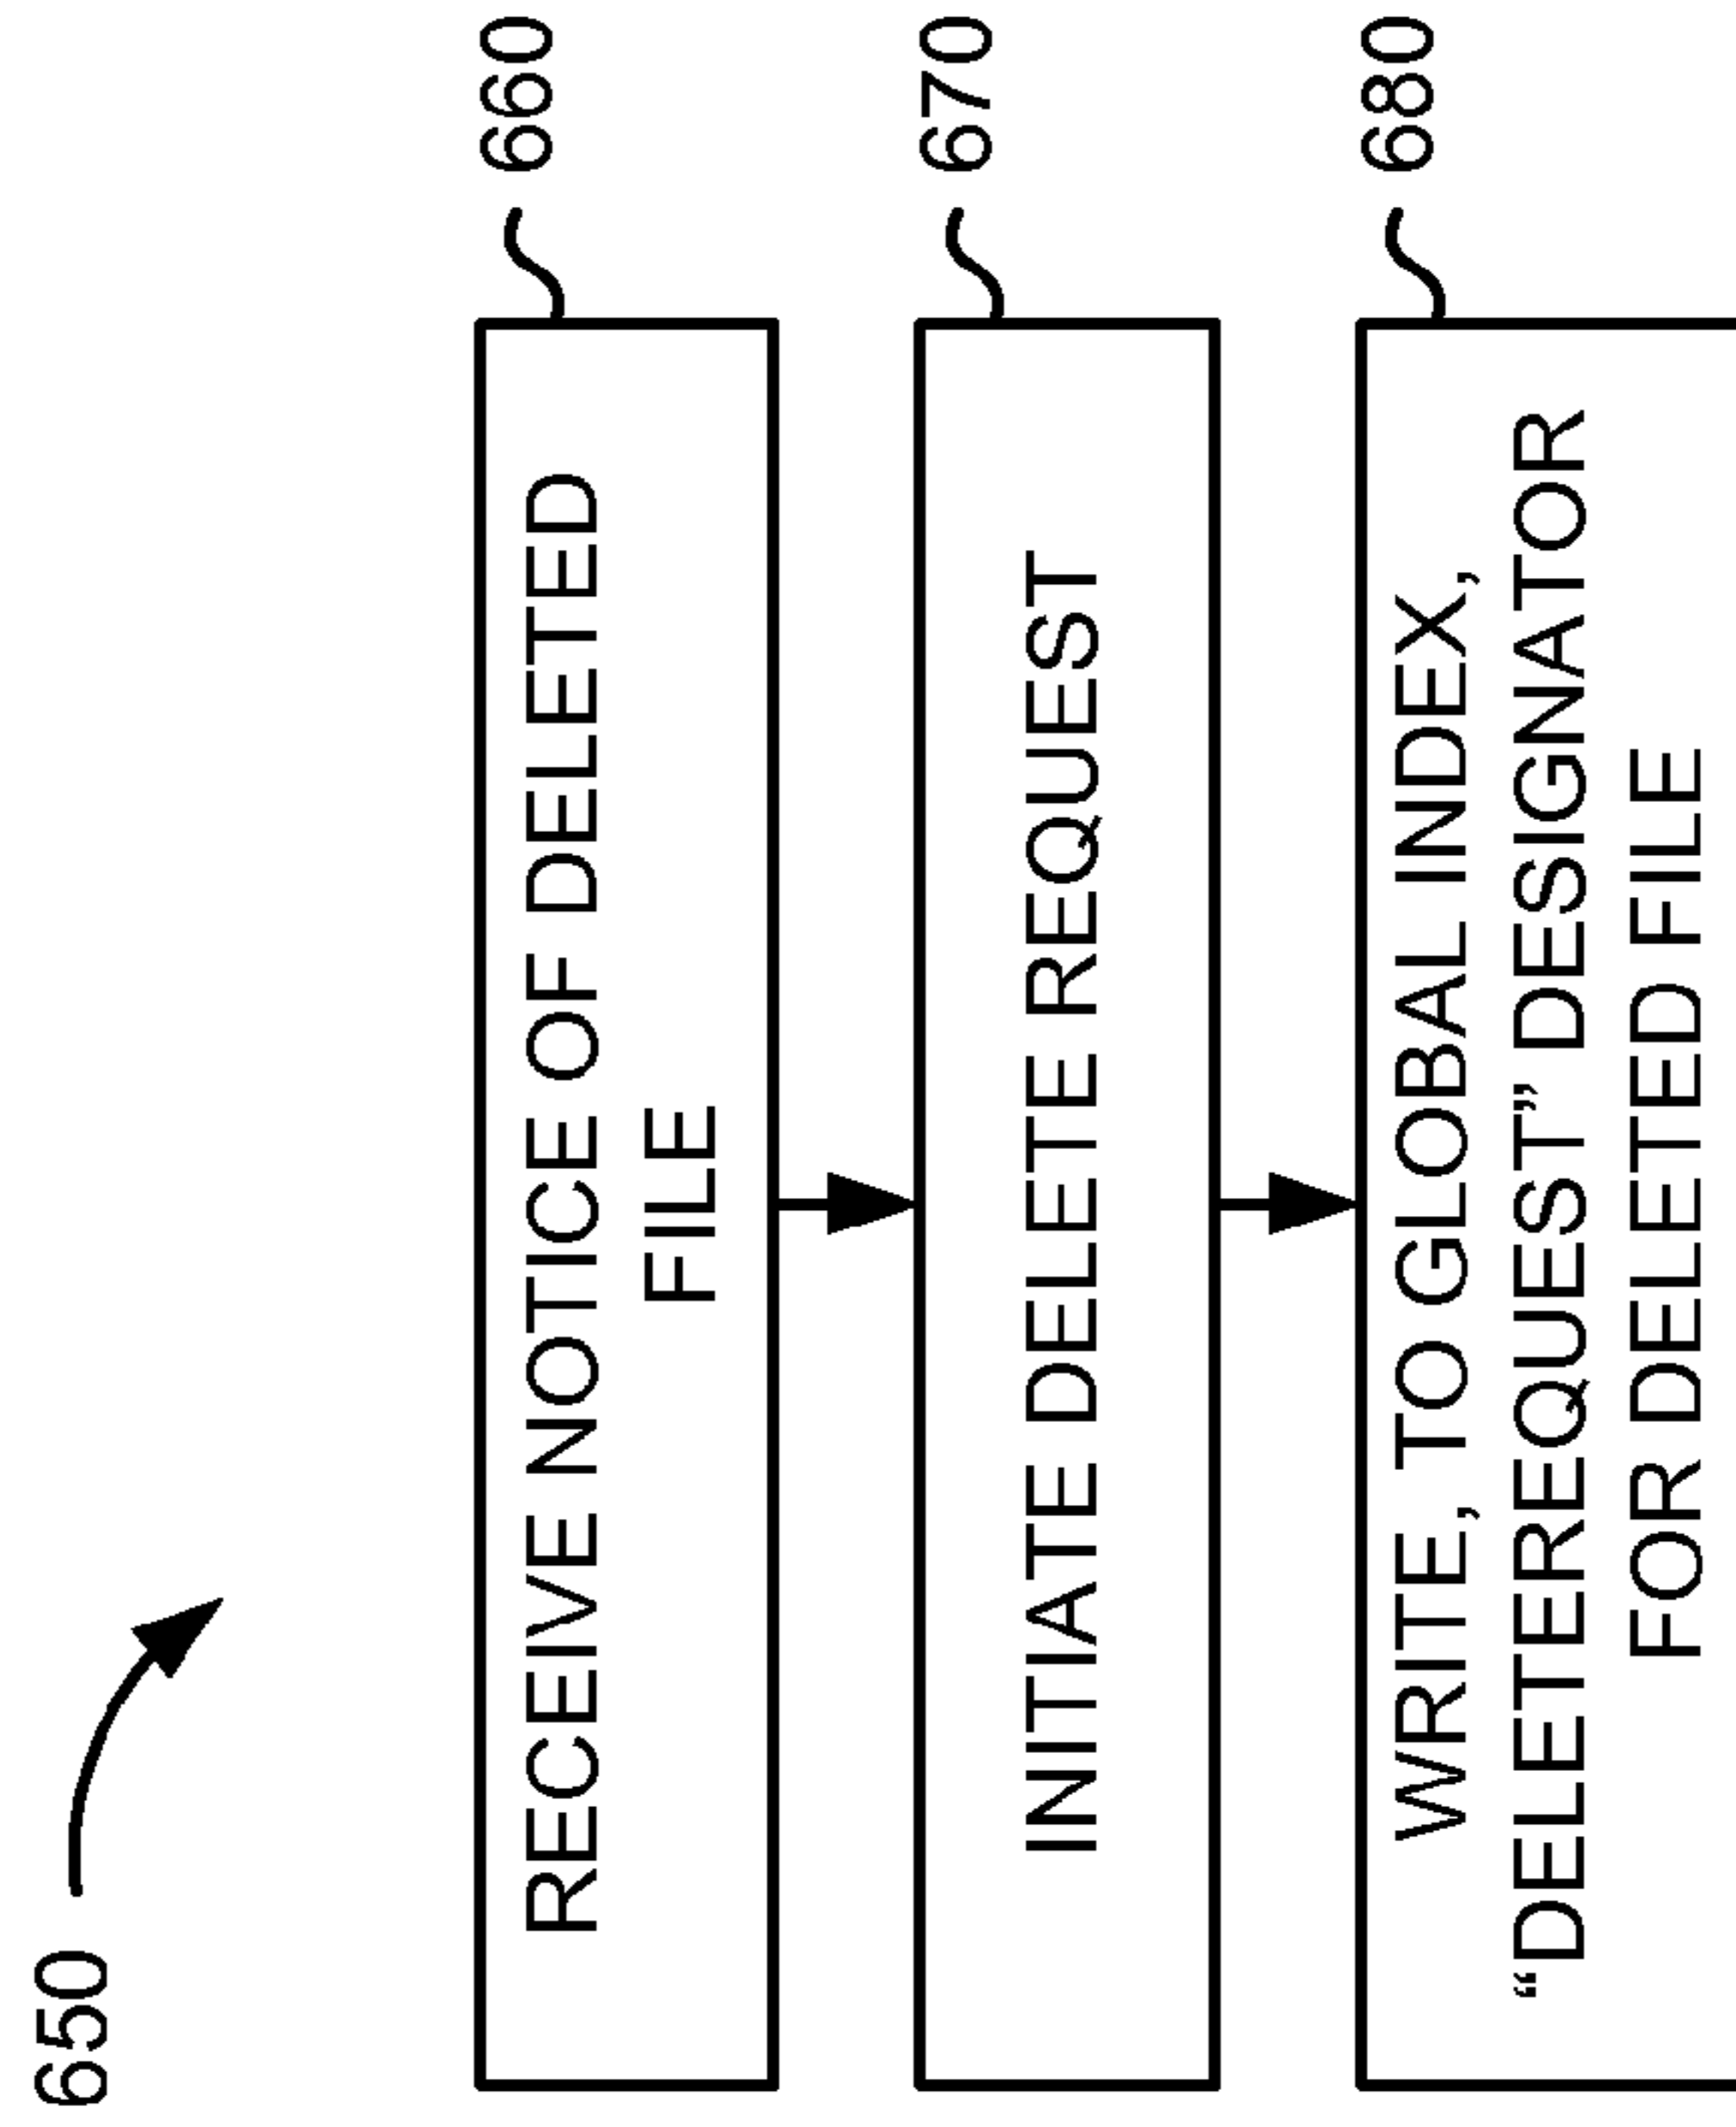 650
RECEIVE NOTICE OF DELETED
FILE
660
INITIATE DELETE REQUEST
670
WRITE, TO GLOBAL INDEX,
“DELETEREQUEST” DESIGNATOR
FOR DELETED FILE
680